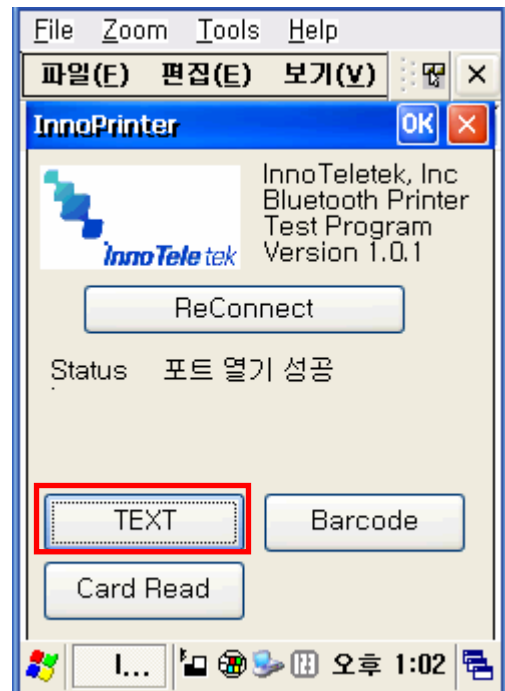 File Zoom Tools Help
파일(F) 편집(E) 보기(V)
InnoPrinter OK
InnoTeletek, Inc
Bluetooth Printer
Test Program
Version 1.0.1
InnoTeletek
ReConnect
Status 포트 열기 성공
TEXT Barcode
Card Read
I... 오후 1:02